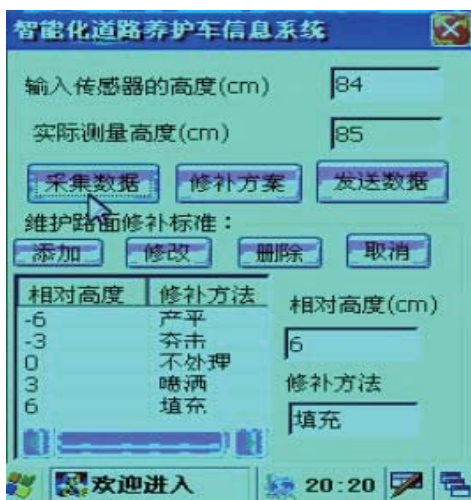 智能化道路养护车信息系统
输入传感器的高度(cm) 84
实际测量高度(cm) 85
采集数据 修补方案 发送数据
维护路面修补标准：
添加 修改 删除 取消
相对高度 修补方法
-6 产平
-3 夯击
0 不处理
3 喷洒
6 填充
相对高度(cm)
6
修补方法
填充
欢迎进入 20:20